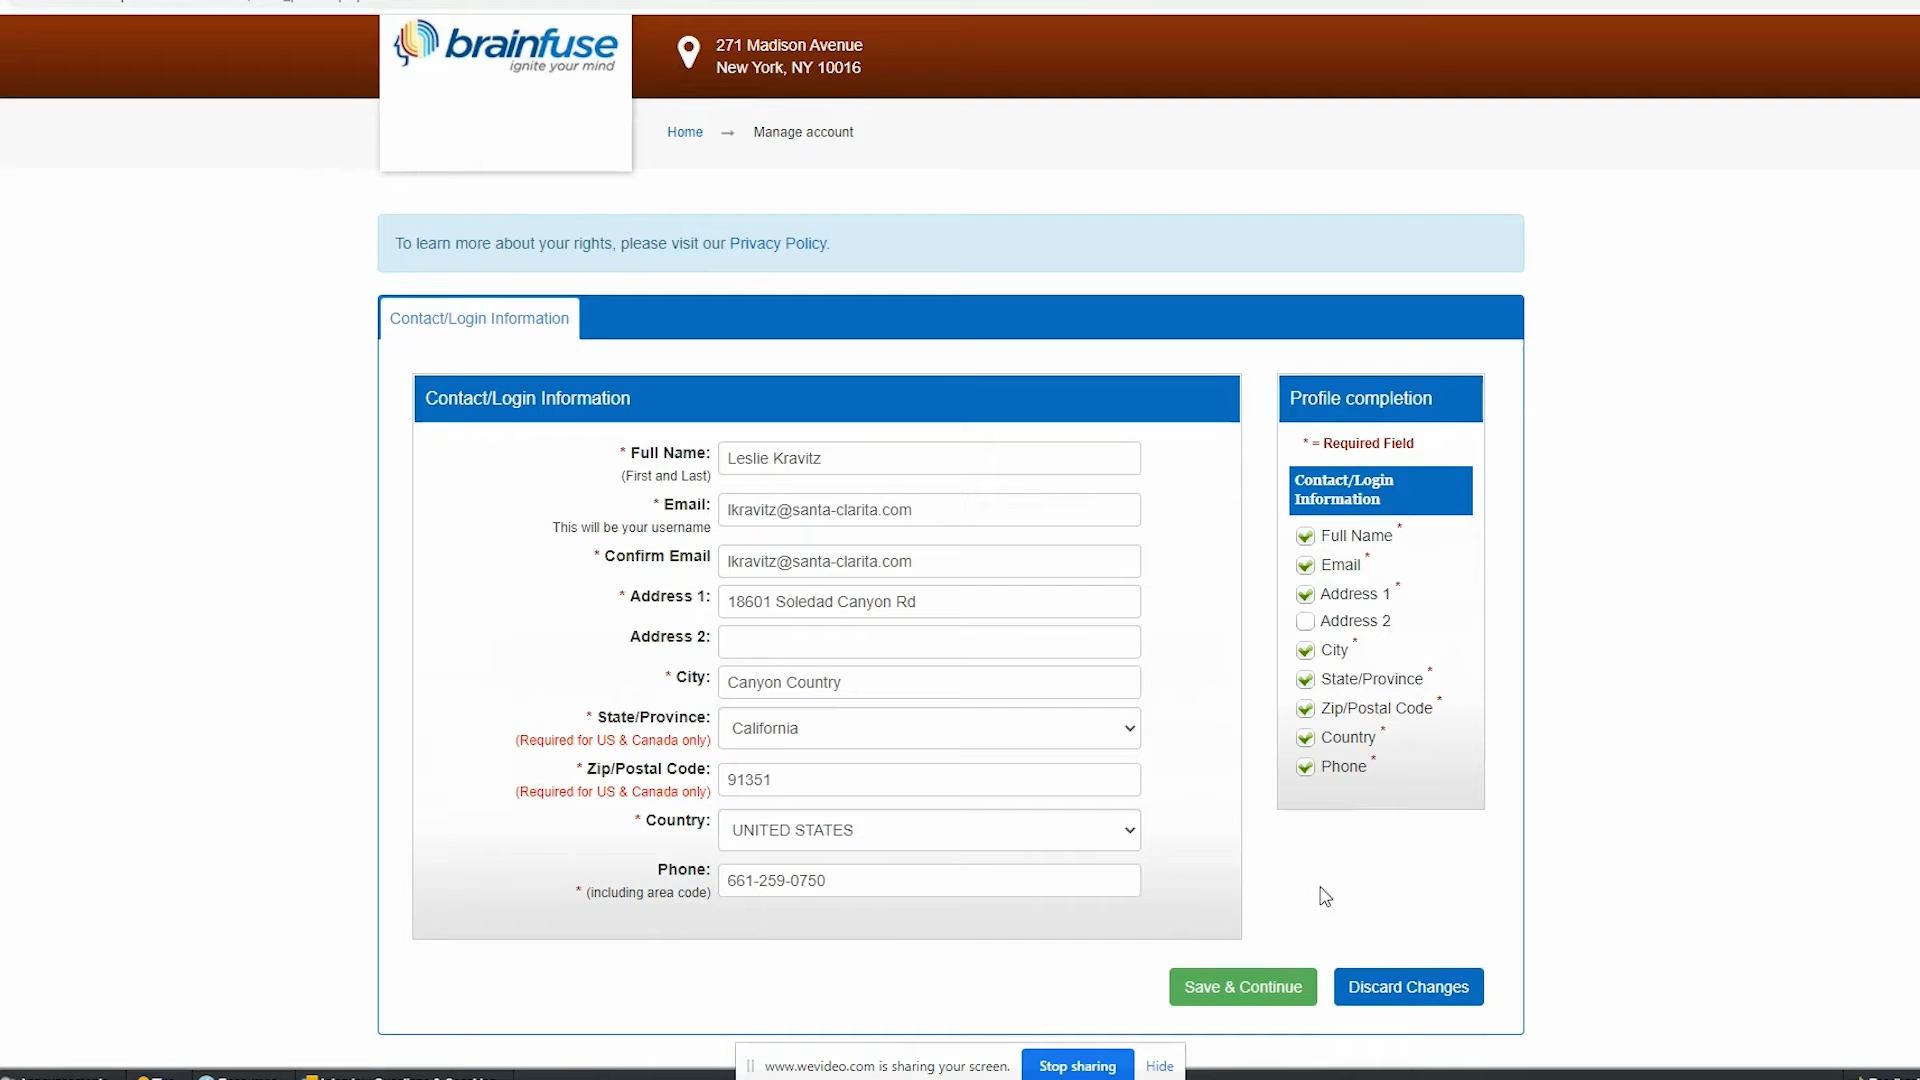 brainfuse
ignite your mind
271 Madison Avenue
New York, NY 10016
Home → Manage account
To learn more about your rights, please visit our Privacy Policy.
Contact/Login Information
Contact/Login Information
* Full Name: Leslie Kravitz
(First and Last)
* Email: lkravitz@santa-clarita.com
This will be your username
* Confirm Email lkravitz@santa-clarita.com
* Address 1: 18601 Soledad Canyon Rd
Address 2:
* City: Canyon Country
* State/Province: California
(Required for US & Canada only)
* Zip/Postal Code: 91351
(Required for US & Canada only)
* Country: UNITED STATES
Phone: 661-259-0750
* (including area code)
Profile completion
* = Required Field
Contact/Login
Information
Full Name *
Email *
Address 1 *
Address 2
City *
State/Province *
Zip/Postal Code *
Country *
Phone *
Save & Continue
Discard Changes
www.wevideo.com is sharing your screen. Stop sharing Hide